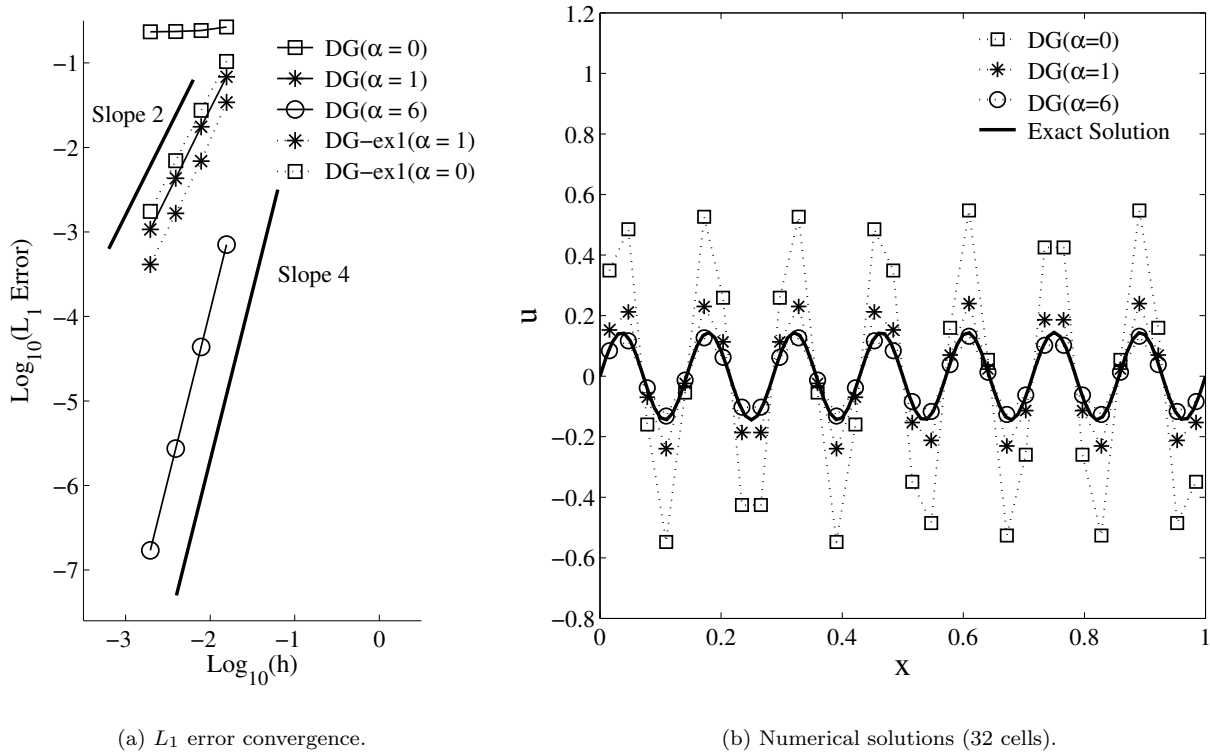 −1
−2
−3
−4
−5
−6
−7
−3
−2
−1
0
Log10(L1 Error)
Log10(h)
Slope 2
Slope 4
DG(α = 0)
DG(α = 1)
DG(α = 6)
DG−ex1(α = 1)
DG−ex1(α = 0)
(a) L1 error convergence.
1.2
1
0.8
0.6
0.4
0.2
0
−0.2
−0.4
−0.6
−0.8
0
0.2
0.4
0.6
0.8
1
u
x
DG(α=0)
DG(α=1)
DG(α=6)
Exact Solution
(b) Numerical solutions (32 cells).